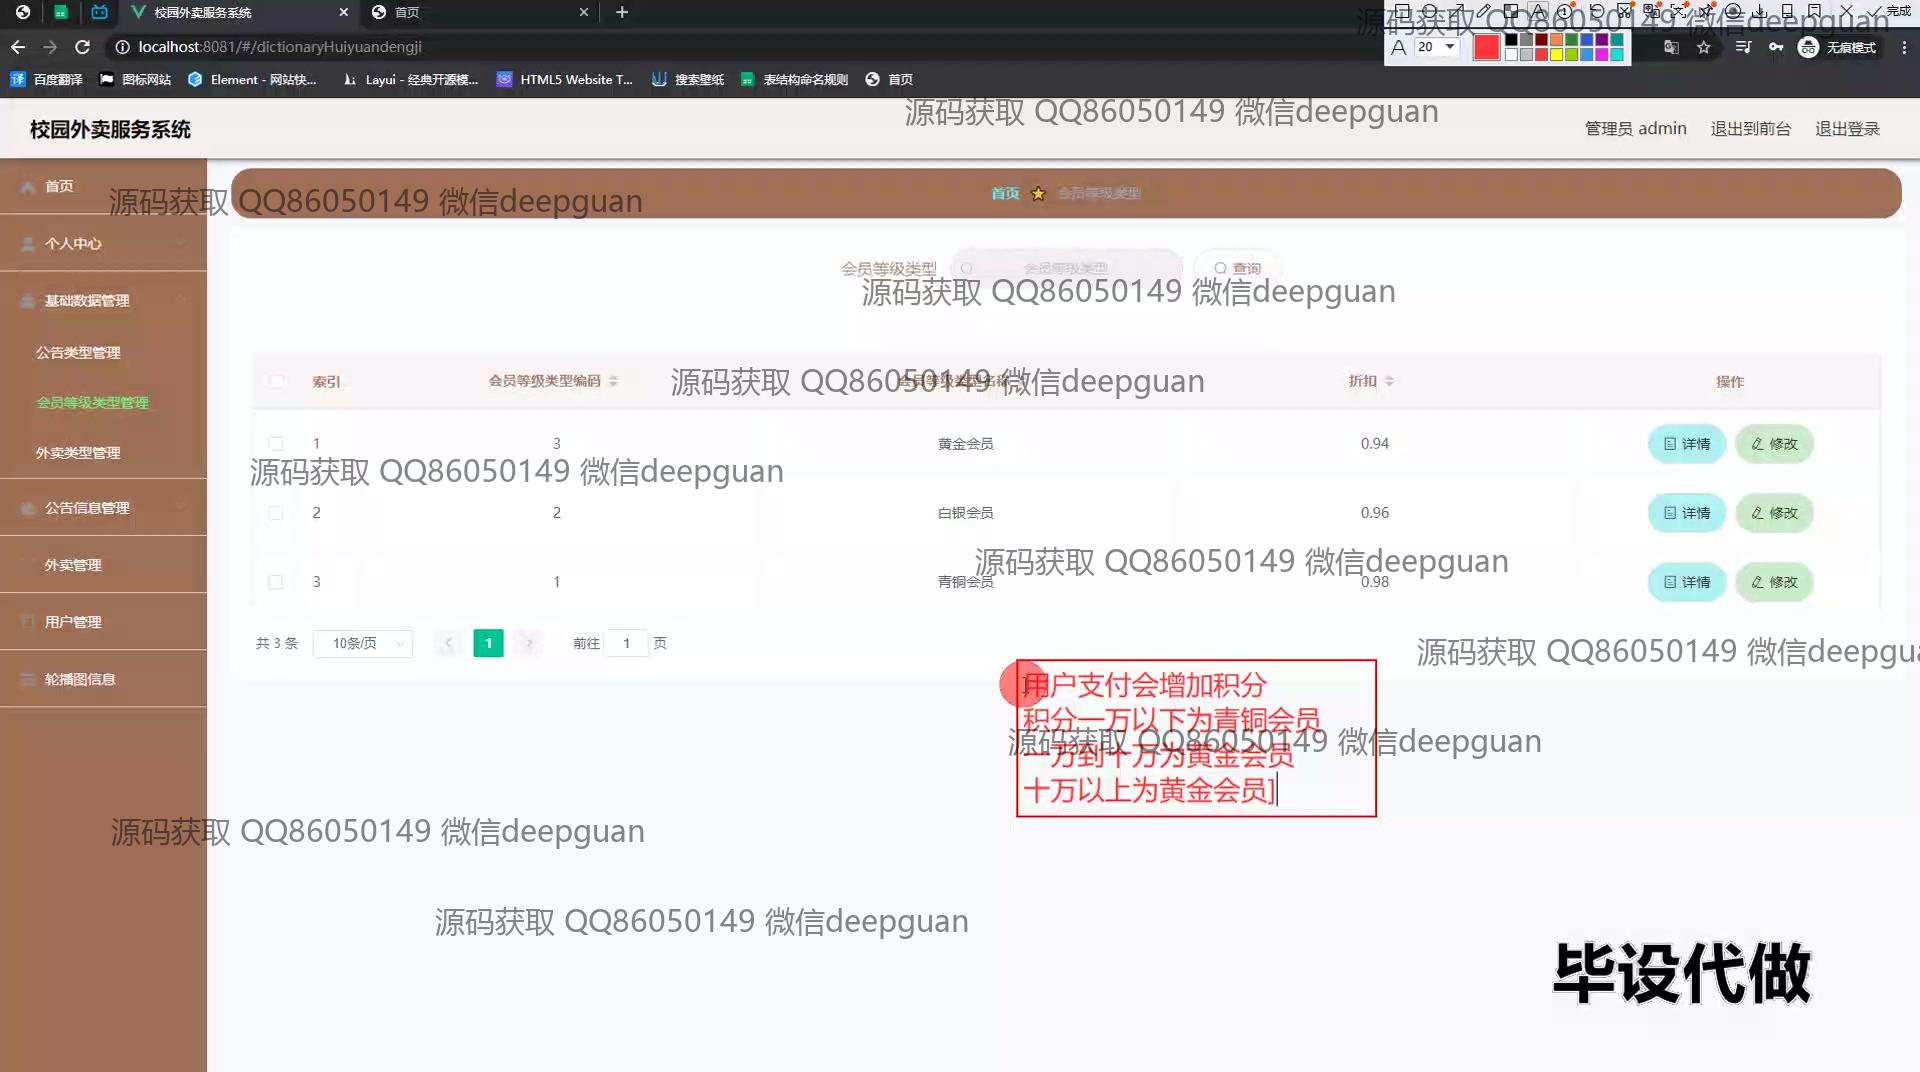 校园外卖服务系统
首页
完成
localhost:8081/#/dictionaryHuiyuandengji
A 20
无痕模式
百度翻译
图标网站
Element - 网站快...
Layui - 经典开源模...
HTML5 Website T...
搜索壁纸
表结构命名规则
首页
源码获取 QQ86050149 微信deepguan
校园外卖服务系统
源码获取 QQ86050149 微信deepguan
管理员 admin
退出到前台
退出登录
首页
个人中心
基础数据管理
公告类型管理
会员等级类型管理
外卖类型管理
公告信息管理
外卖管理
用户管理
轮播图信息
源码获取 QQ86050149 微信deepguan
首页 会员等级类型
会员等级类型 会员等级类型 查询
源码获取 QQ86050149 微信deepguan
索引 会员等级类型编码 会员等级类型名称 折扣 操作
源码获取 QQ86050149 微信deepguan
1 3 黄金会员 0.94 详情 修改
源码获取 QQ86050149 微信deepguan
2 2 白银会员 0.96 详情 修改
源码获取 QQ86050149 微信deepguan
3 1 青铜会员 0.98 详情 修改
共 3 条 10条/页 1 前往 1 页
源码获取 QQ86050149 微信deepgua
用户支付会增加积分
积分一万以下为青铜会员
源码获取 QQ86050149 微信deepguan
一万到十万为黄金会员
十万以上为黄金会员]
源码获取 QQ86050149 微信deepguan
源码获取 QQ86050149 微信deepguan
毕设代做